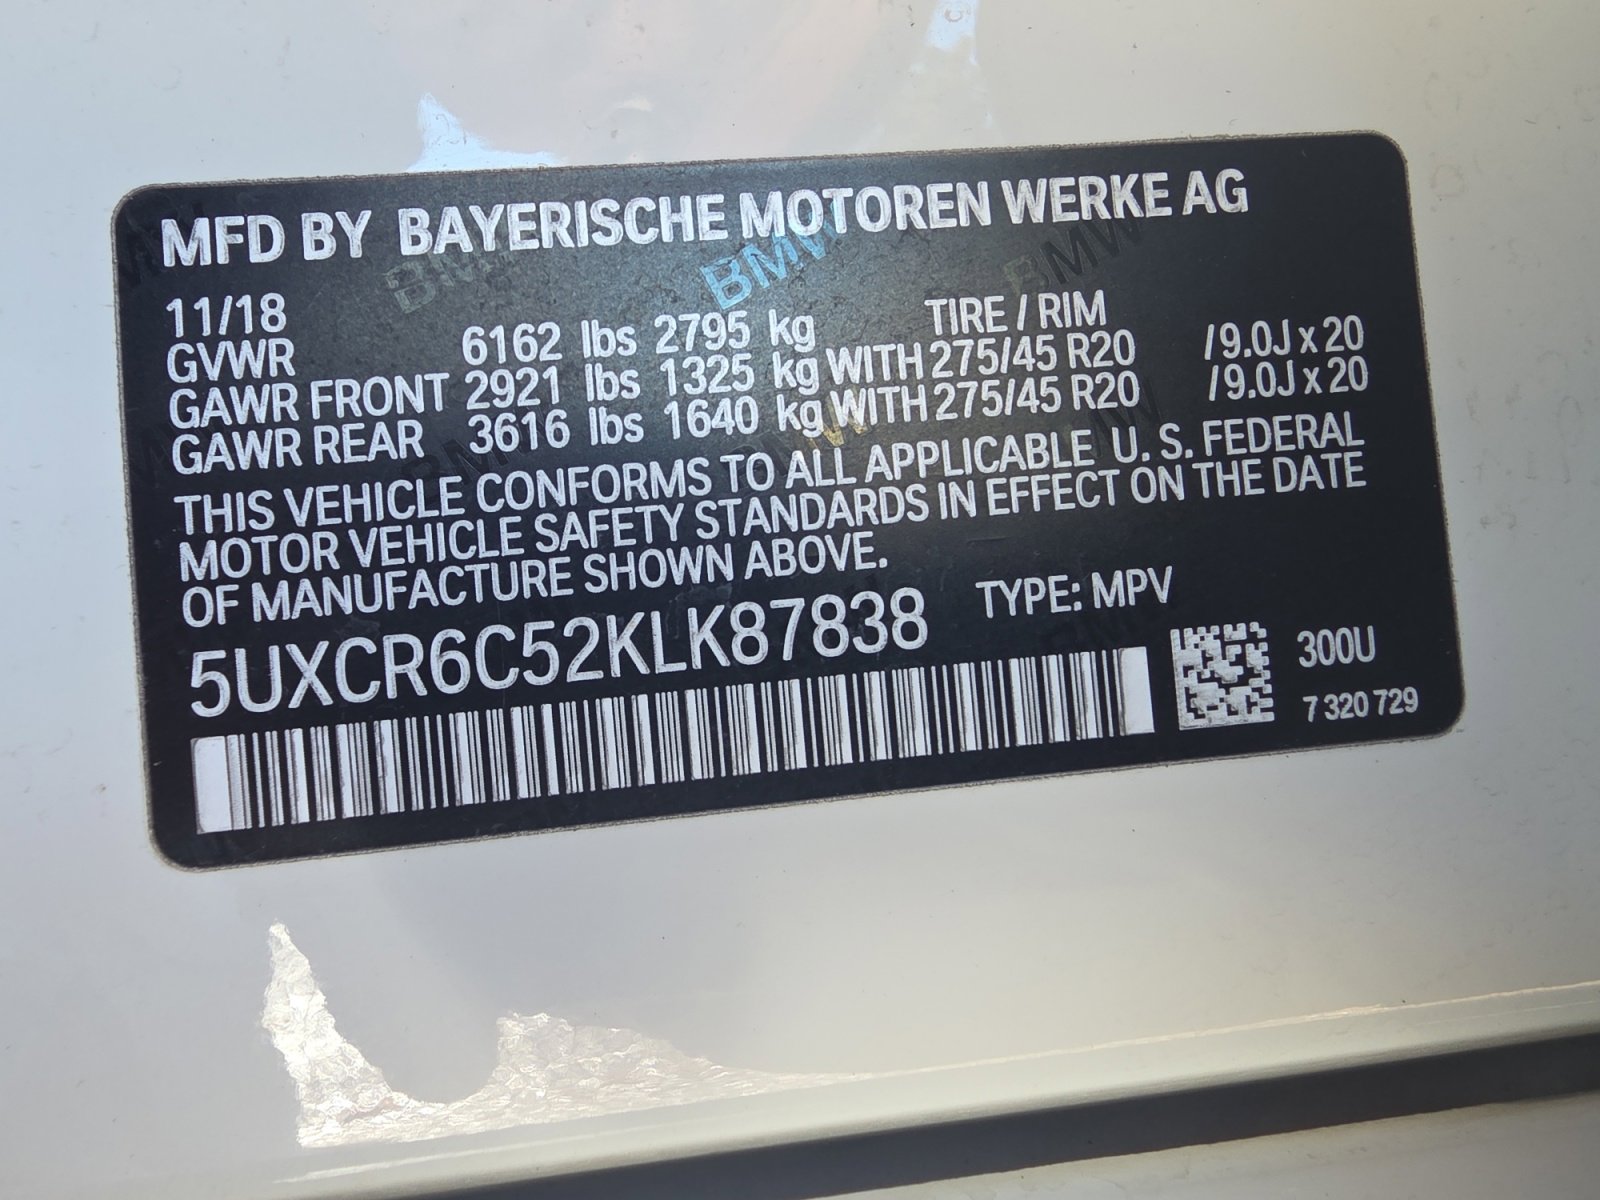 MFD BY BAYERISCHE MOTOREN WERKE AG
11/18 TIRE / RIM
GVWR 6162 lbs 2795 kg
GAWR FRONT 2921 lbs 1325 kg WITH 275/45 R20 / 9.0J x 20
GAWR REAR 3616 lbs 1640 kg WITH 275/45 R20 / 9.0J x 20
THIS VEHICLE CONFORMS TO ALL APPLICABLE U. S. FEDERAL
MOTOR VEHICLE SAFETY STANDARDS IN EFFECT ON THE DATE
OF MANUFACTURE SHOWN ABOVE.
5UXCR6C52KLK87838 TYPE: MPV
300U
7 320 729
BMW
BMW
BMW